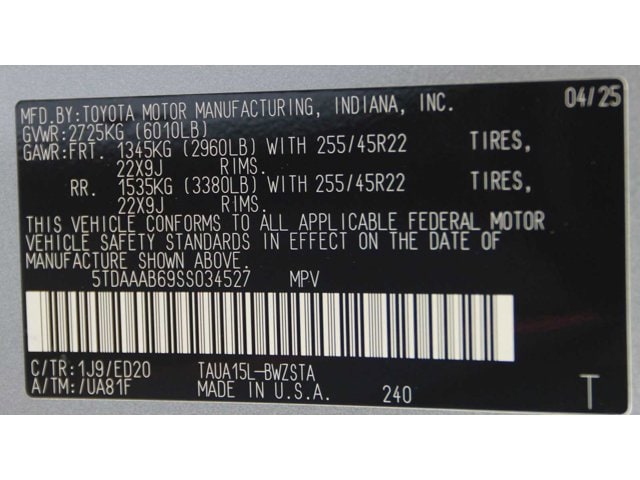 MFD.BY:TOYOTA MOTOR MANUFACTURING, INDIANA, INC. 04/25
GVWR:2725KG (6010LB)
GAWR:FRT. 1345KG (2960LB) WITH 255/45R22 TIRES,
22X9J RIMS.
RR. 1535KG (3380LB) WITH 255/45R22 TIRES,
22X9J RIMS.
THIS VEHICLE CONFORMS TO ALL APPLICABLE FEDERAL MOTOR
VEHICLE SAFETY STANDARDS IN EFFECT ON THE DATE OF
MANUFACTURE SHOWN ABOVE.
5TDAAAB69SS034527 MPV
C/TR:1J9/ED20 TAUA15L-BWZSTA
A/TM:/UA81F MADE IN U.S.A. 240 T